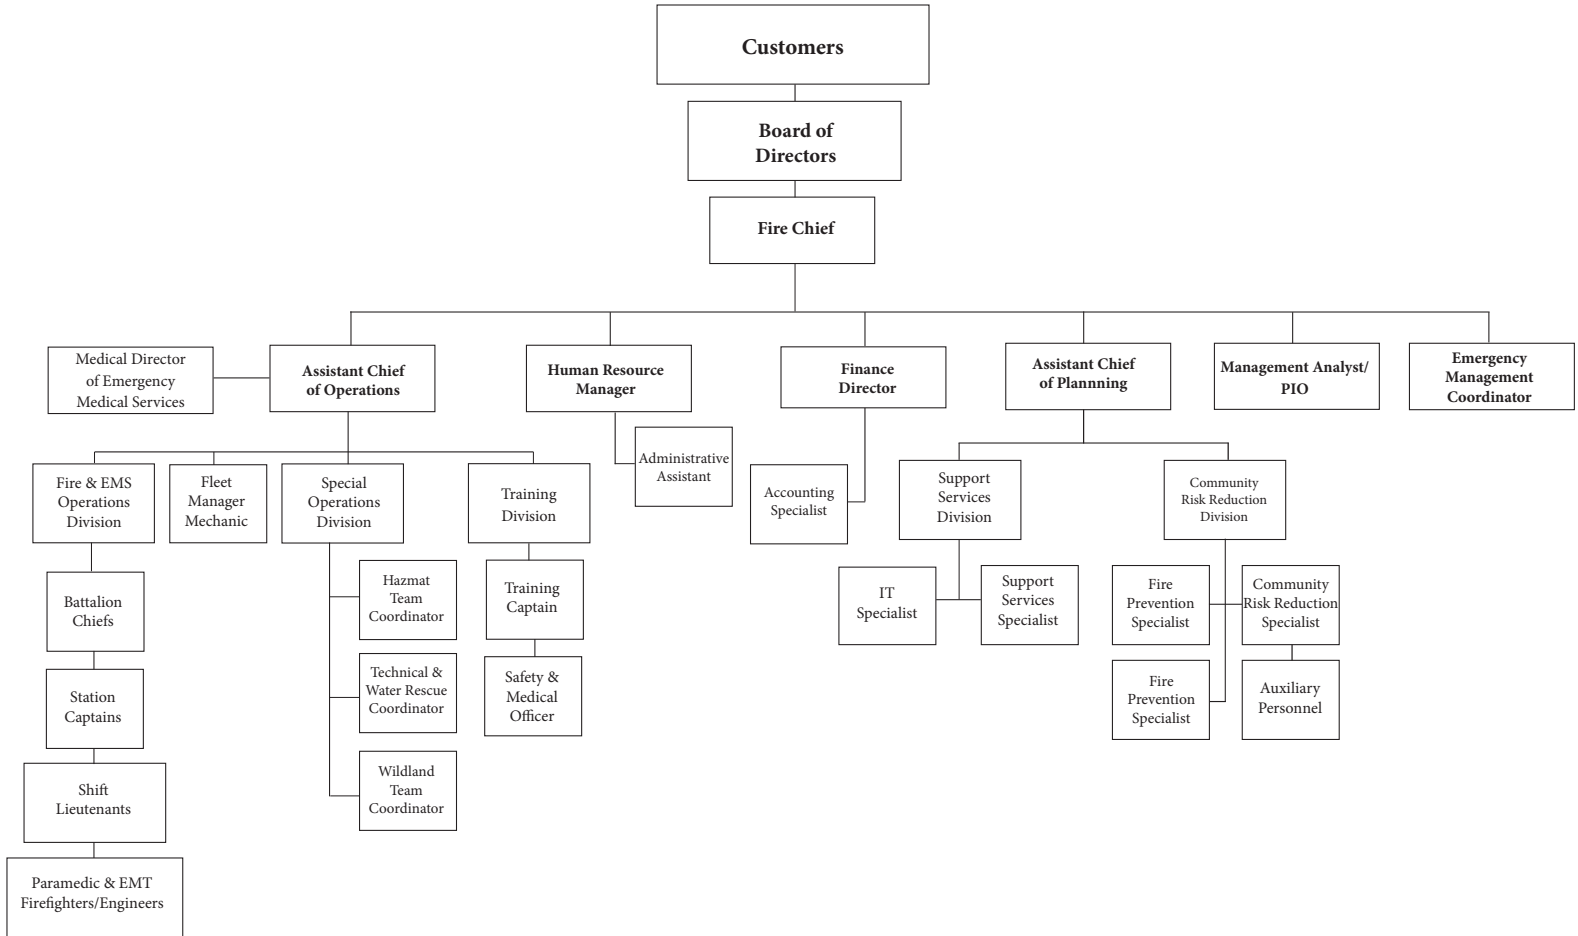 Customers
Board of
Directors
Fire Chief
Medical Director
of Emergency
Medical Services
Assistant Chief
of Operations
Human Resource
Manager
Finance
Director
Assistant Chief
of Plannning
Management Analyst/
PIO
Emergency
Management
Coordinator
Administrative
Assistant
Accounting
Specialist
Fire & EMS
Operations
Division
Fleet
Manager
Mechanic
Special
Operations
Division
Training
Division
Support
Services
Division
Community
Risk Reduction
Division
Battalion
Chiefs
Hazmat
Team
Coordinator
Training
Captain
IT
Specialist
Support
Services
Specialist
Fire
Prevention
Specialist
Community
Risk Reduction
Specialist
Station
Captains
Technical &
Water Rescue
Coordinator
Safety &
Medical
Officer
Fire
Prevention
Specialist
Auxiliary
Personnel
Shift
Lieutenants
Wildland
Team
Coordinator
Paramedic & EMT
Firefighters/Engineers